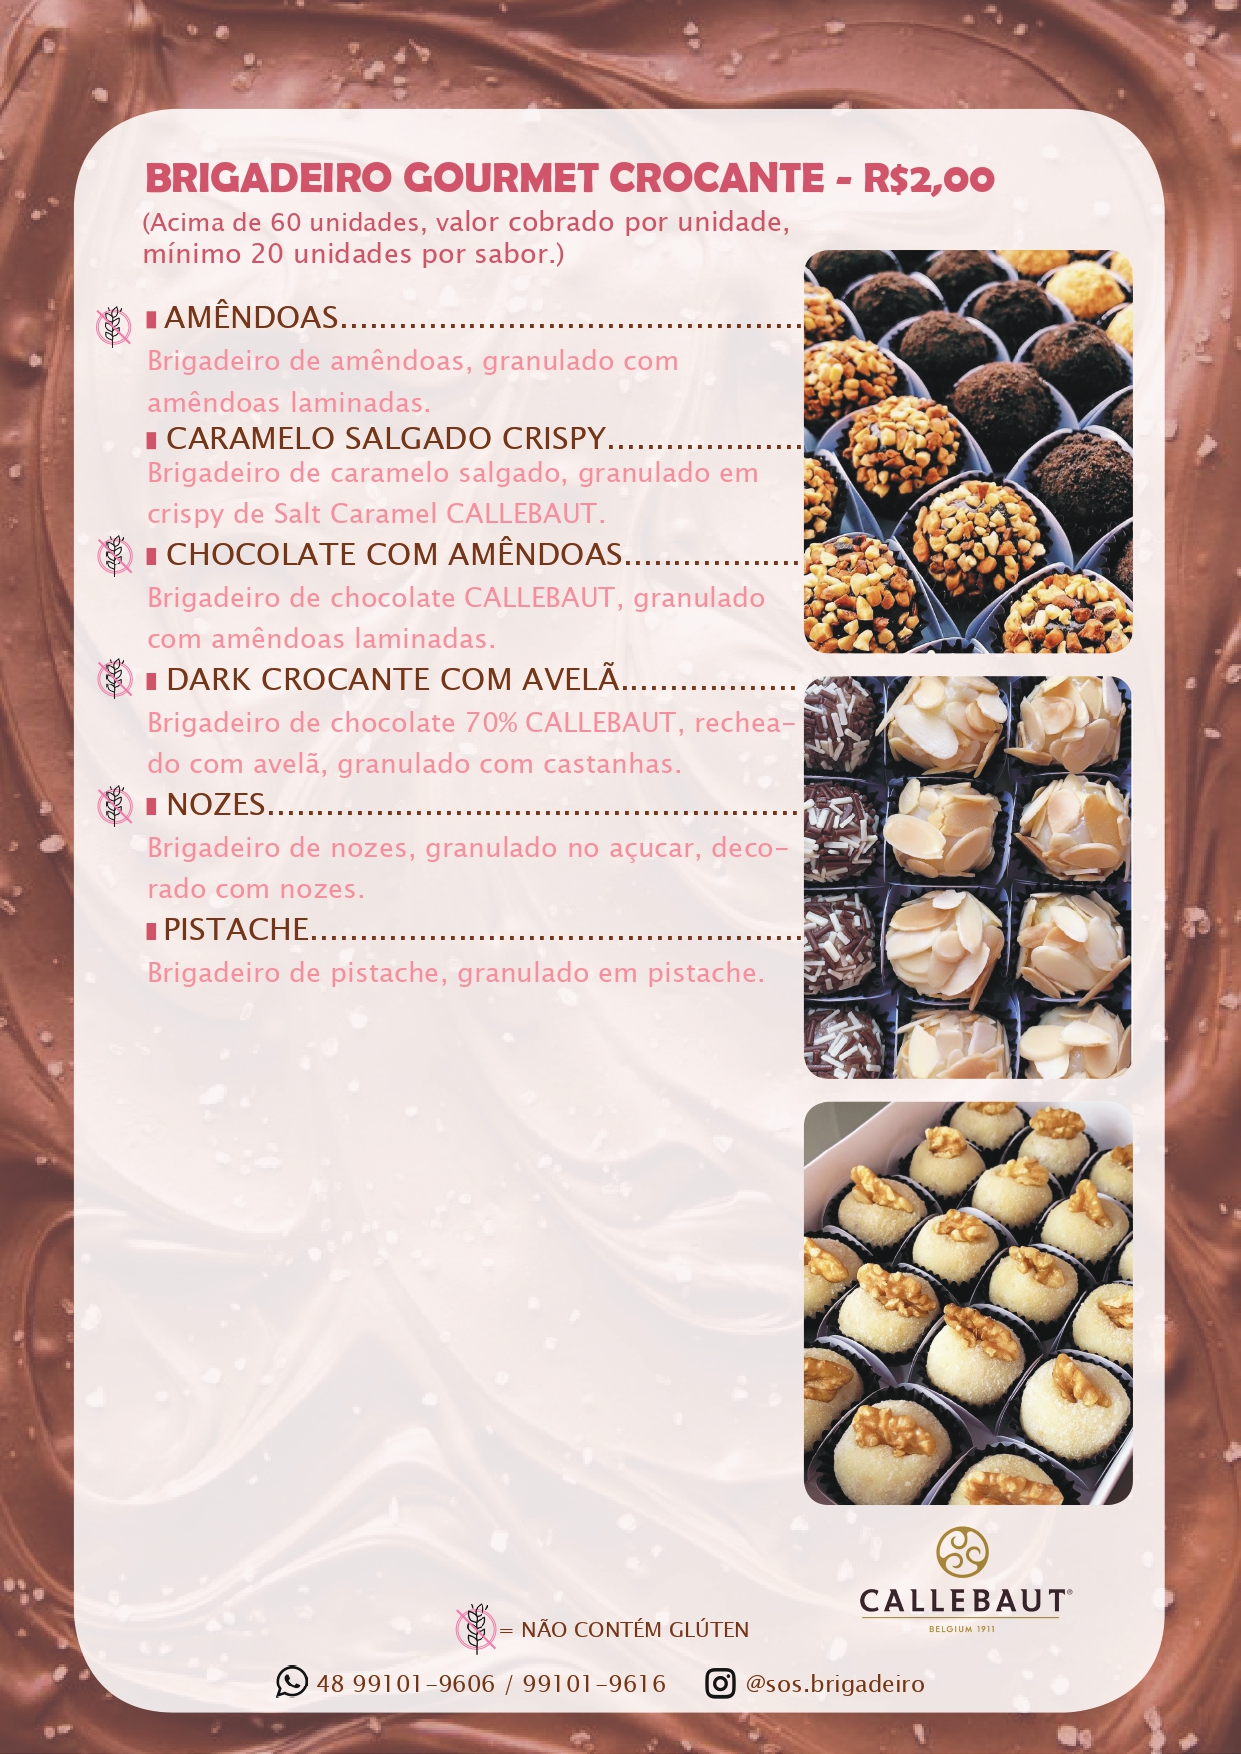 BRIGADEIRO GOURMET CROCANTE - R$2,00
(Acima de 60 unidades, valor cobrado por unidade,
mínimo 20 unidades por sabor.)
AMÊNDOAS...............................................
Brigadeiro de amêndoas, granulado com
amêndoas laminadas.
CARAMELO SALGADO CRISPY....................
Brigadeiro de caramelo salgado, granulado em
crispy de Salt Caramel CALLEBAUT.
CHOCOLATE COM AMÊNDOAS..................
Brigadeiro de chocolate CALLEBAUT, granulado
com amêndoas laminadas.
DARK CROCANTE COM AVELÃ..................
Brigadeiro de chocolate 70% CALLEBAUT, rechea-
do com avelã, granulado com castanhas.
NOZES......................................................
Brigadeiro de nozes, granulado no açucar, deco-
rado com nozes.
PISTACHE..................................................
Brigadeiro de pistache, granulado em pistache.
CALLEBAUT®
BELGIUM 1911
= NÃO CONTÉM GLÚTEN
48 99101-9606 / 99101-9616 @sos.brigadeiro